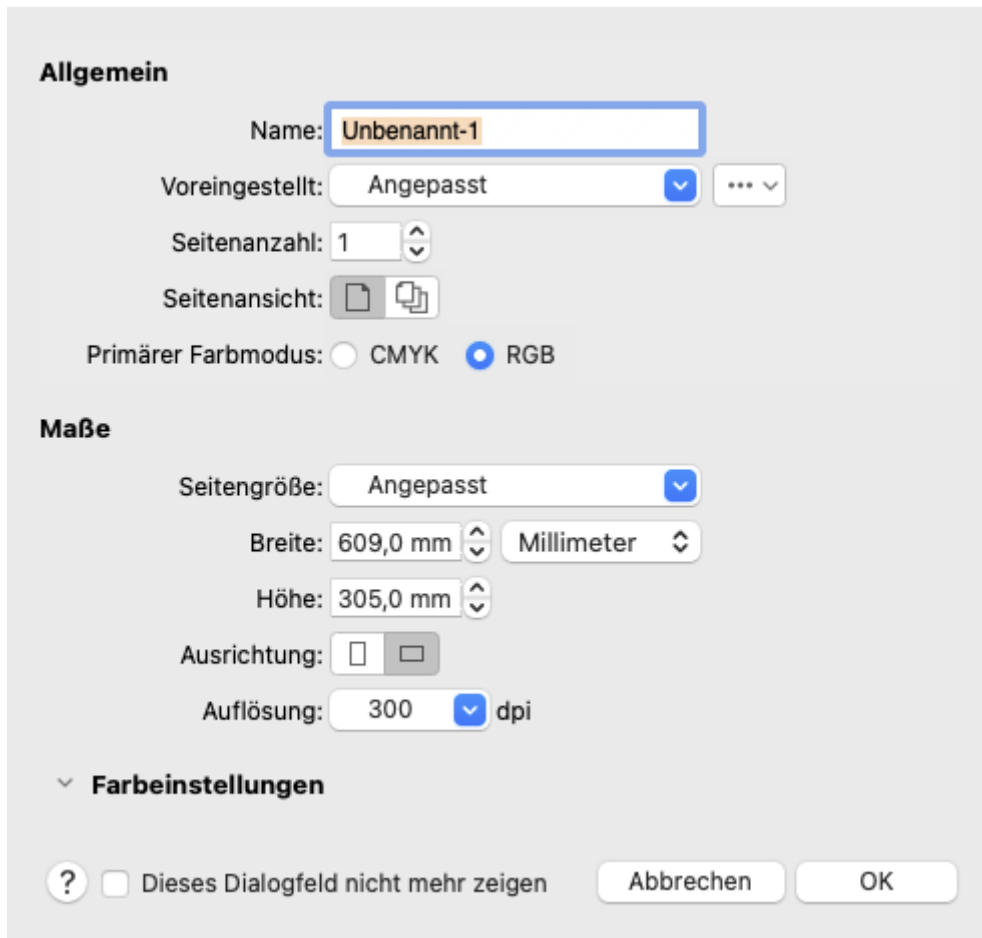 Allgemein
Name: Unbenannt-1
Voreingestellt: Angepasst
Seitenanzahl: 1
Seitenansicht:
Primärer Farbmodus: CMYK RGB
Maße
Seitengröße: Angepasst
Breite: 609,0 mm Millimeter
Höhe: 305,0 mm
Ausrichtung:
Auflösung: 300 dpi
Farbeinstellungen
? Dieses Dialogfeld nicht mehr zeigen Abbrechen OK